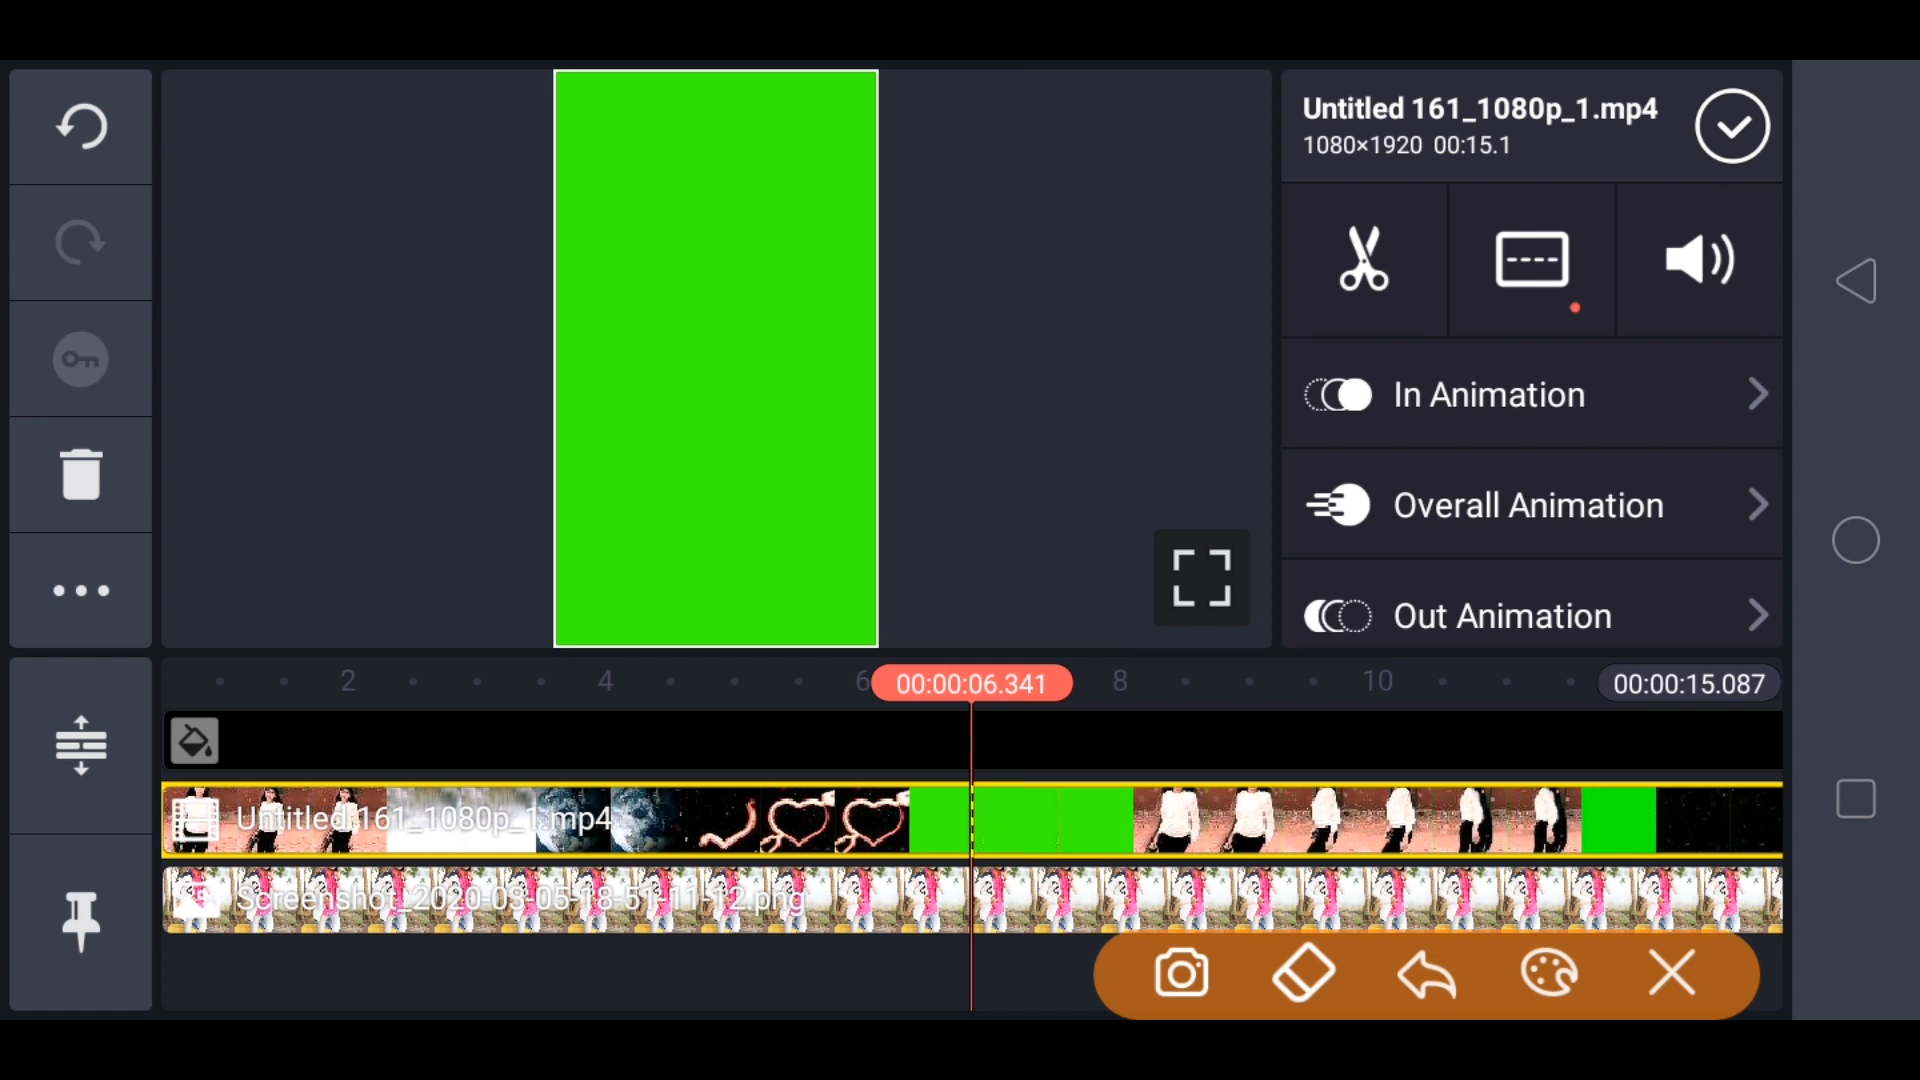 Untitled 161_1080p_1.mp4
1080×1920 00:15.1
In Animation
Overall Animation
Out Animation
2 4 6 00:00:06.341 8 10 00:00:15.087
Untitled 161_1080p_1.mp4
Screenshot_2020-03-05-18-51-11-12.png